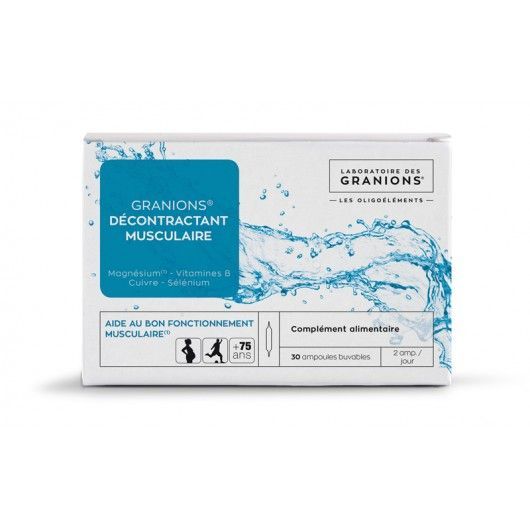 GRANIONS®
DÉCONTRACTANT
MUSCULAIRE
Magnésium(1) - Vitamines B
Cuivre - Sélénium
LABORATOIRE DES
GRANIONS®
LES OLIGOÉLÉMENTS
AIDE AU BON FONCTIONNEMENT
MUSCULAIRE(1)
+75
ans
Complément alimentaire
30 ampoules buvables
2 amp./
jour